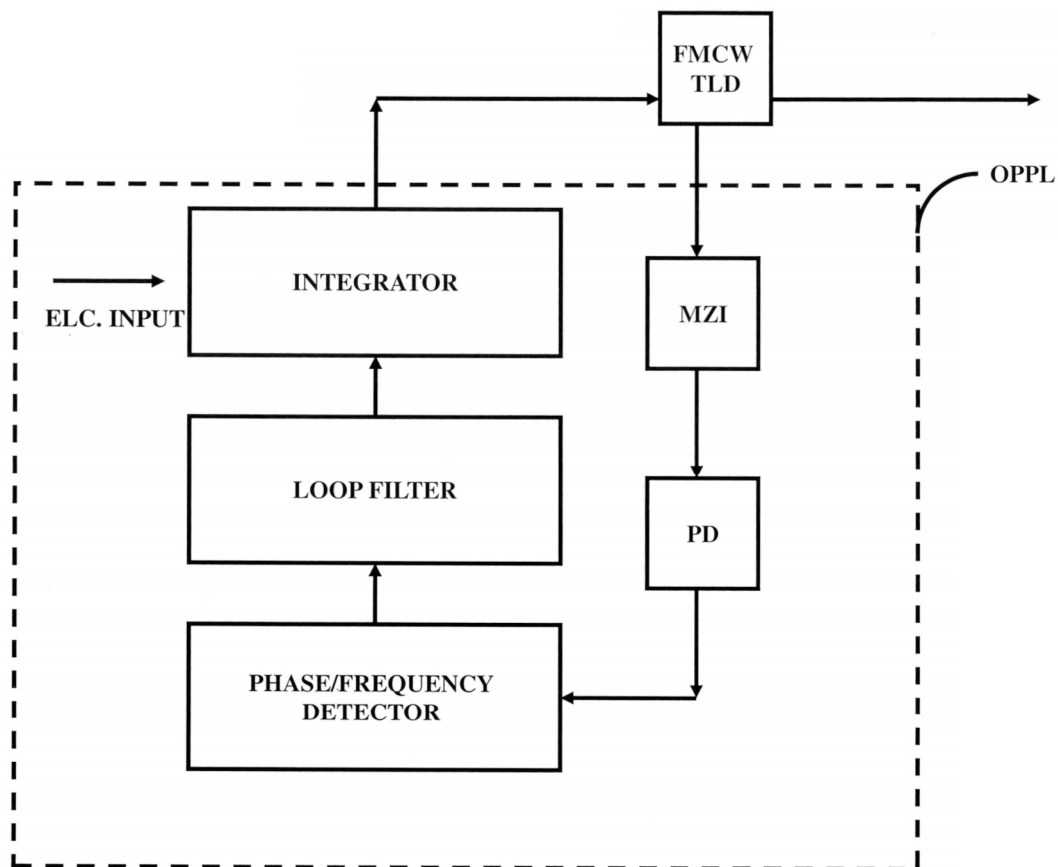 FMCW
TLD
OPPL
INTEGRATOR
ELC. INPUT
MZI
LOOP FILTER
PD
PHASE/FREQUENCY
DETECTOR